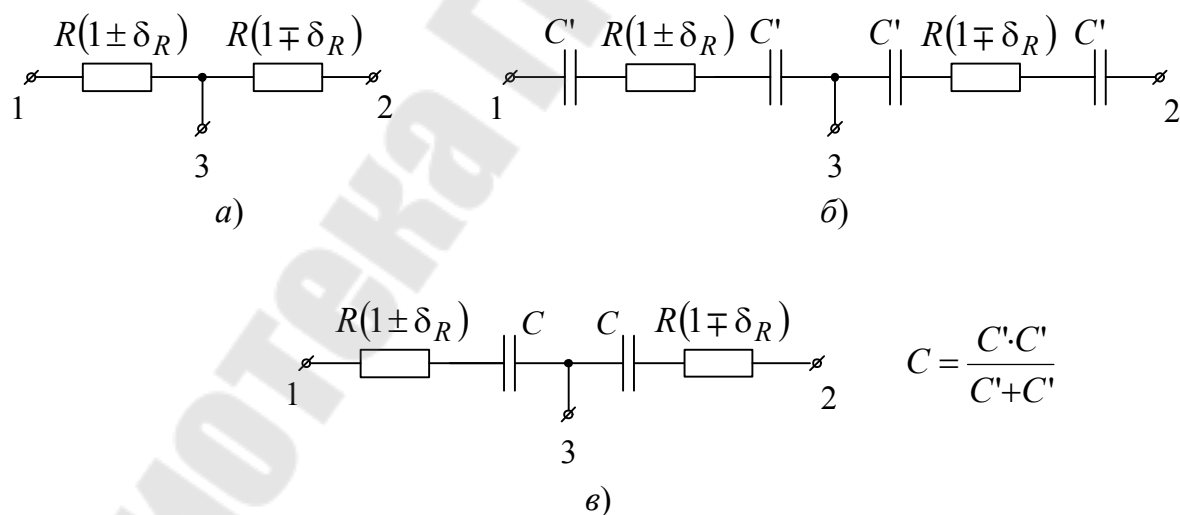 R(1 ± δ_R) R(1 ∓ δ_R)
1 2 3
а)
C' R(1 ± δ_R) C' C' R(1 ∓ δ_R) C'
1 2 3
б)
R(1 ± δ_R) C C R(1 ∓ δ_R)
1 2 3
в)
C = C'·C' / C'+C'
иотека П